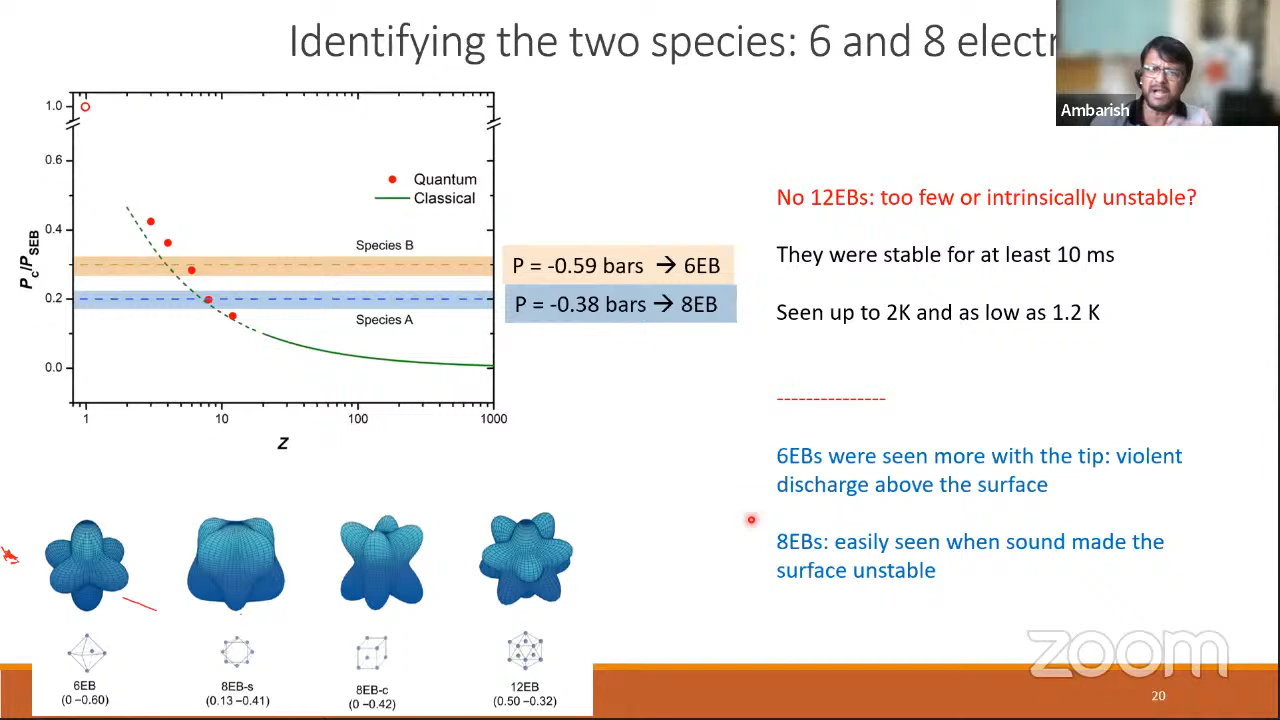 Identifying the two species: 6 and 8 electr
Ambarish
1.0
0.6
0.4
0.2
0.0
Pc/PSEB
Quantum
Classical
Species B
Species A
1
10
100
1000
Z
P = -0.59 bars → 6EB
P = -0.38 bars → 8EB
No 12EBs: too few or intrinsically unstable?
They were stable for at least 10 ms
Seen up to 2K and as low as 1.2 K
---------------
6EBs were seen more with the tip: violent
discharge above the surface
8EBs: easily seen when sound made the
surface unstable
6EB
(0 –0.60)
8EB-s
(0.13 –0.41)
8EB-c
(0 –0.42)
12EB
(0.50 –0.32)
zoom
20